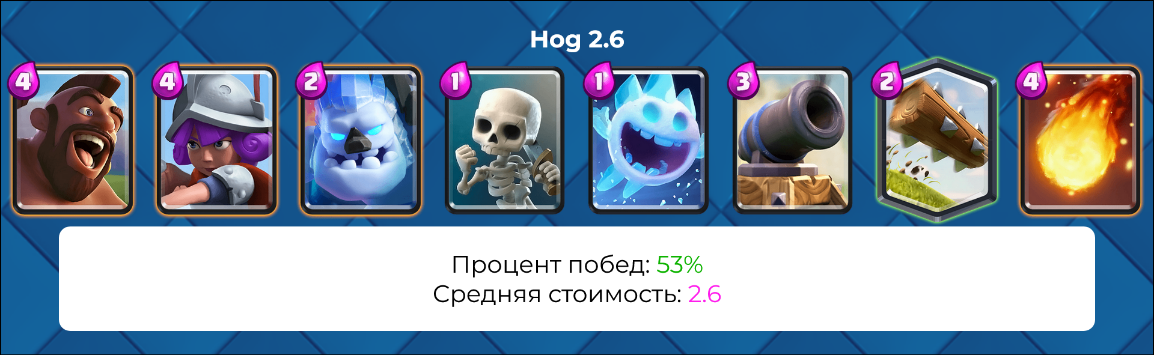 Hog 2.6
4 4 2 1 1 3 2 4
Процент побед: 53%
Средняя стоимость: 2.6